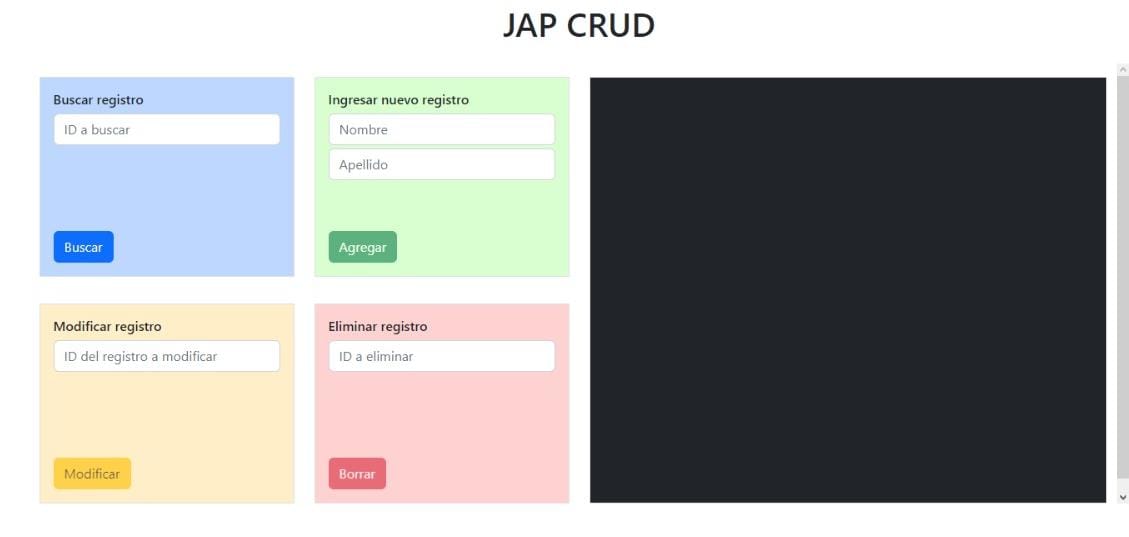 JAP CRUD
Buscar registro
ID a buscar
Buscar
Ingresar nuevo registro
Nombre
Apellido
Agregar
Modificar registro
ID del registro a modificar
Modificar
Eliminar registro
ID a eliminar
Borrar